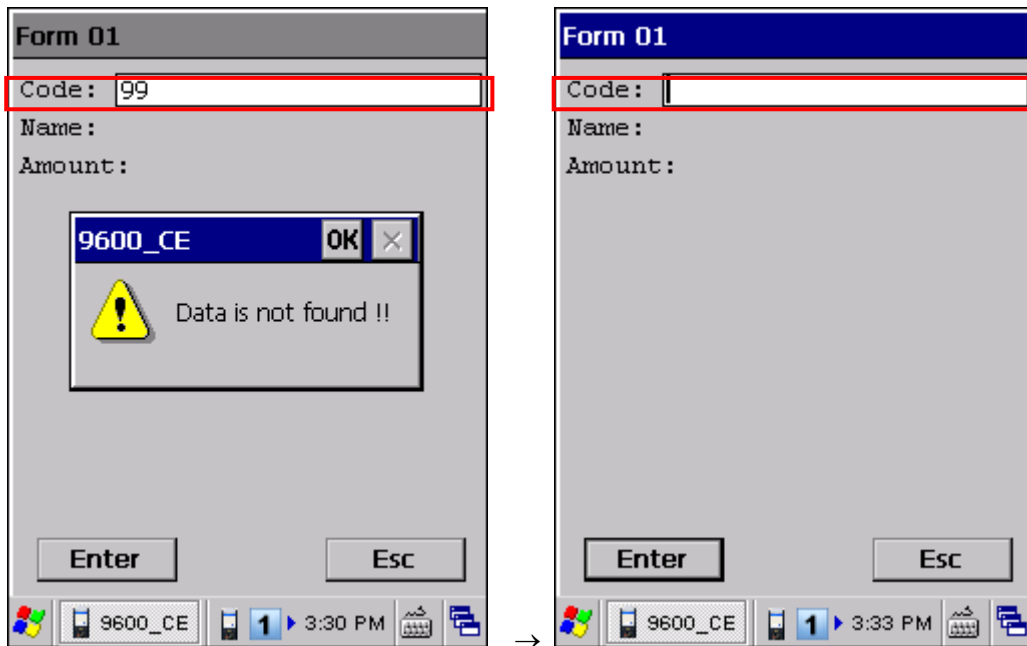 Form 01
Code: 99
Name:
Amount:
9600_CE OK
Data is not found !!
Enter Esc
9600_CE 1 3:30 PM
→
Form 01
Code:
Name:
Amount:
Enter Esc
9600_CE 1 3:33 PM